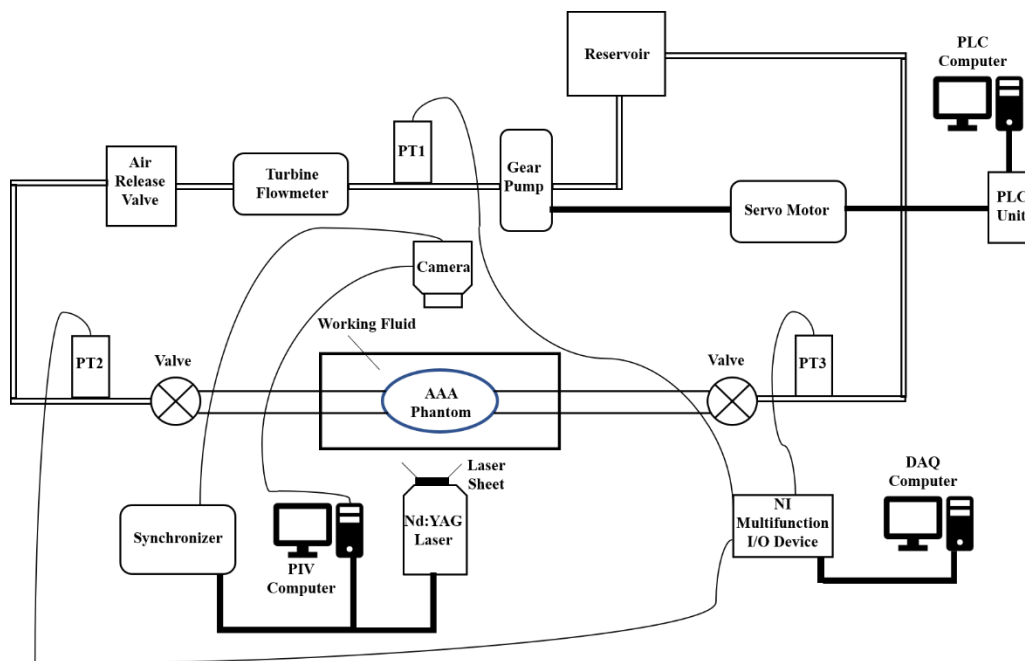 PLC
Computer
Reservoir
PT1
Air
Release
Valve
Turbine
Flowmeter
Gear
Pump
Servo Motor
PLC
Unit
Camera
Working Fluid
PT2
Valve
AAA
Phantom
Valve
PT3
Laser
Sheet
DAQ
Computer
Synchronizer
PIV
Computer
Nd:YAG
Laser
NI
Multifunction
I/O Device